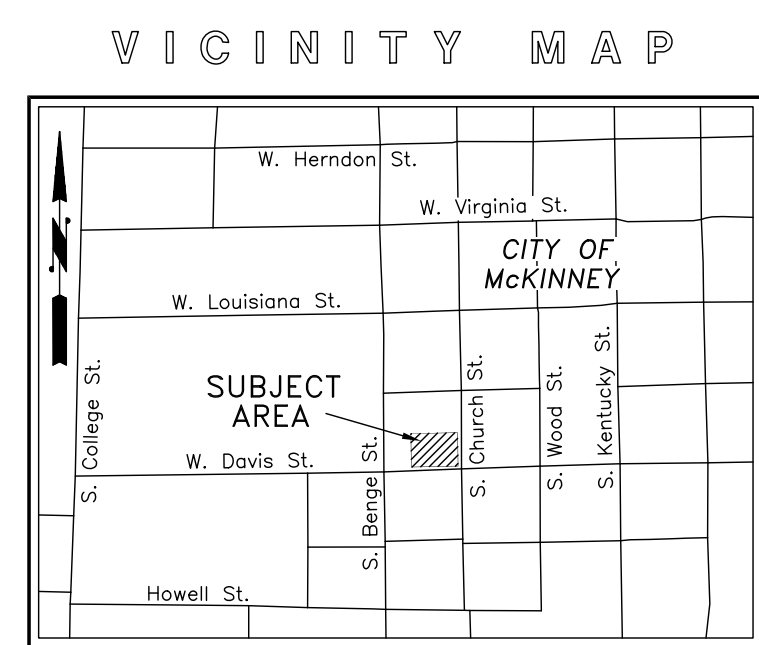 VICINITY MAP
W. Herndon St.
W. Virginia St.
CITY OF
McKINNEY
W. Louisiana St.
S. College St.
SUBJECT
AREA
S. Church St.
S. Wood St.
S. Kentucky St.
W. Davis St.
S. Benge St.
Howell St.
N